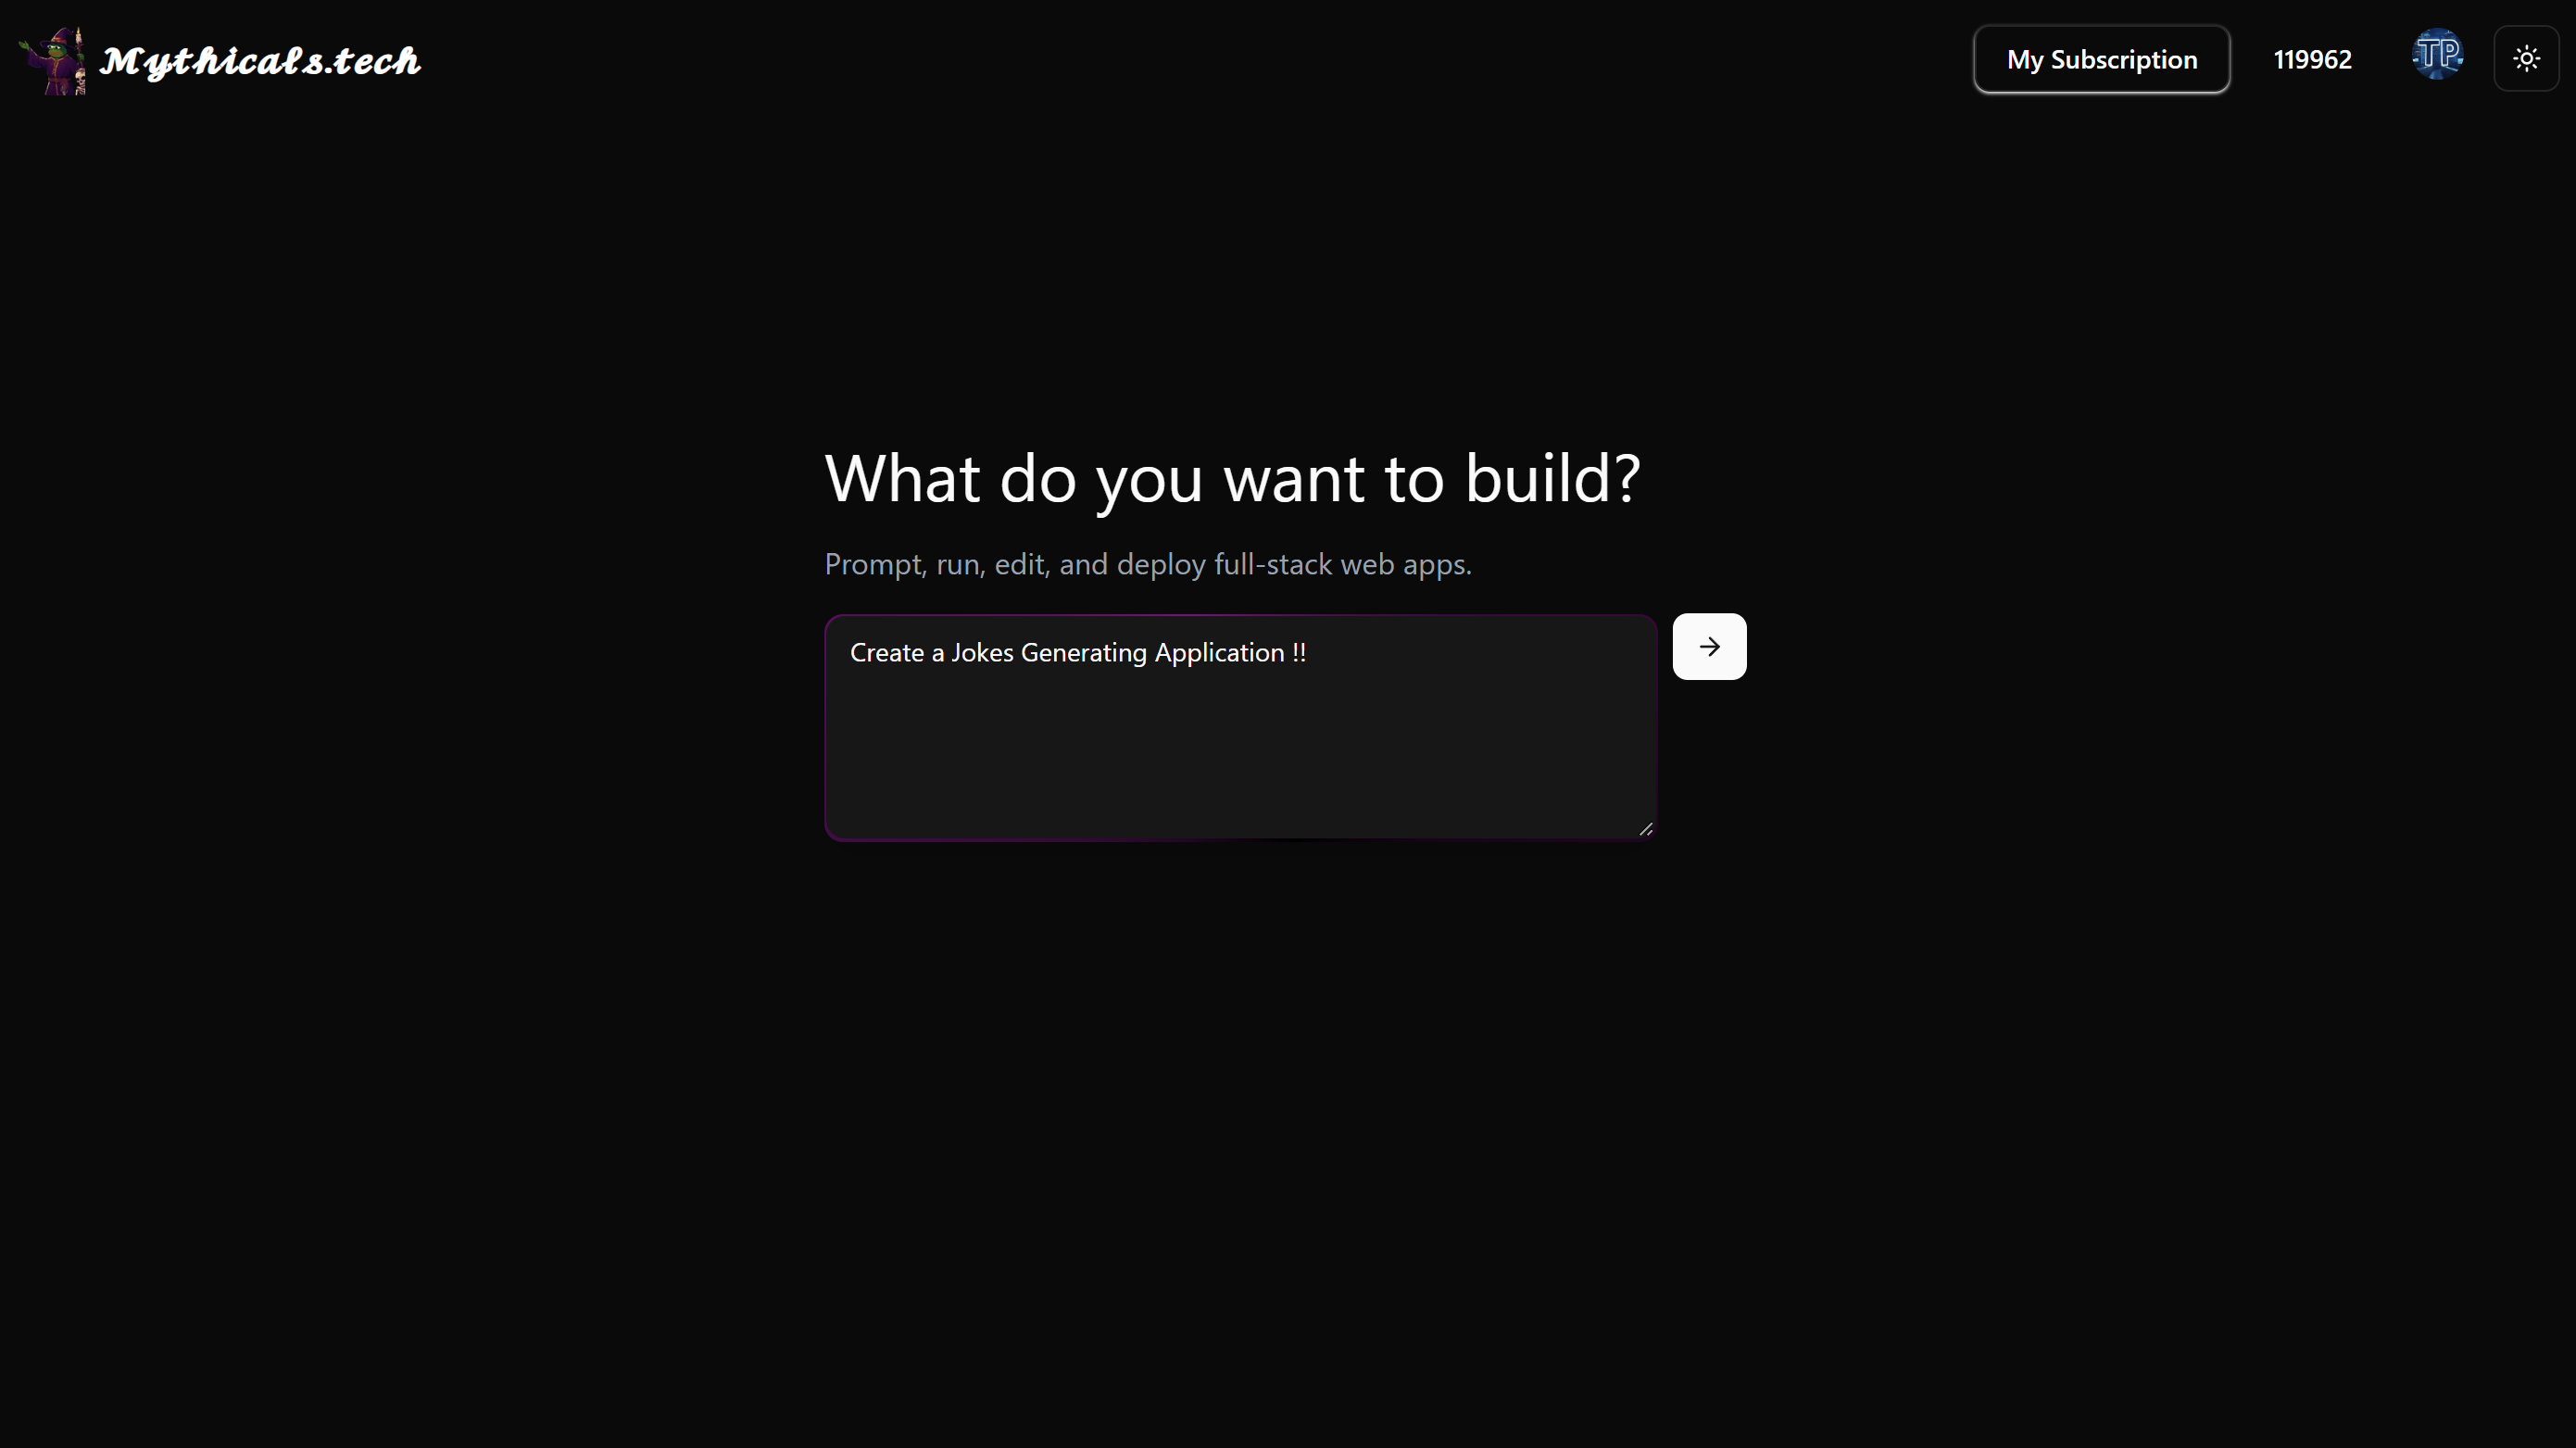 Mythicals.tech
My Subscription
119962
TP
What do you want to build?
Prompt, run, edit, and deploy full-stack web apps.
Create a Jokes Generating Application !!